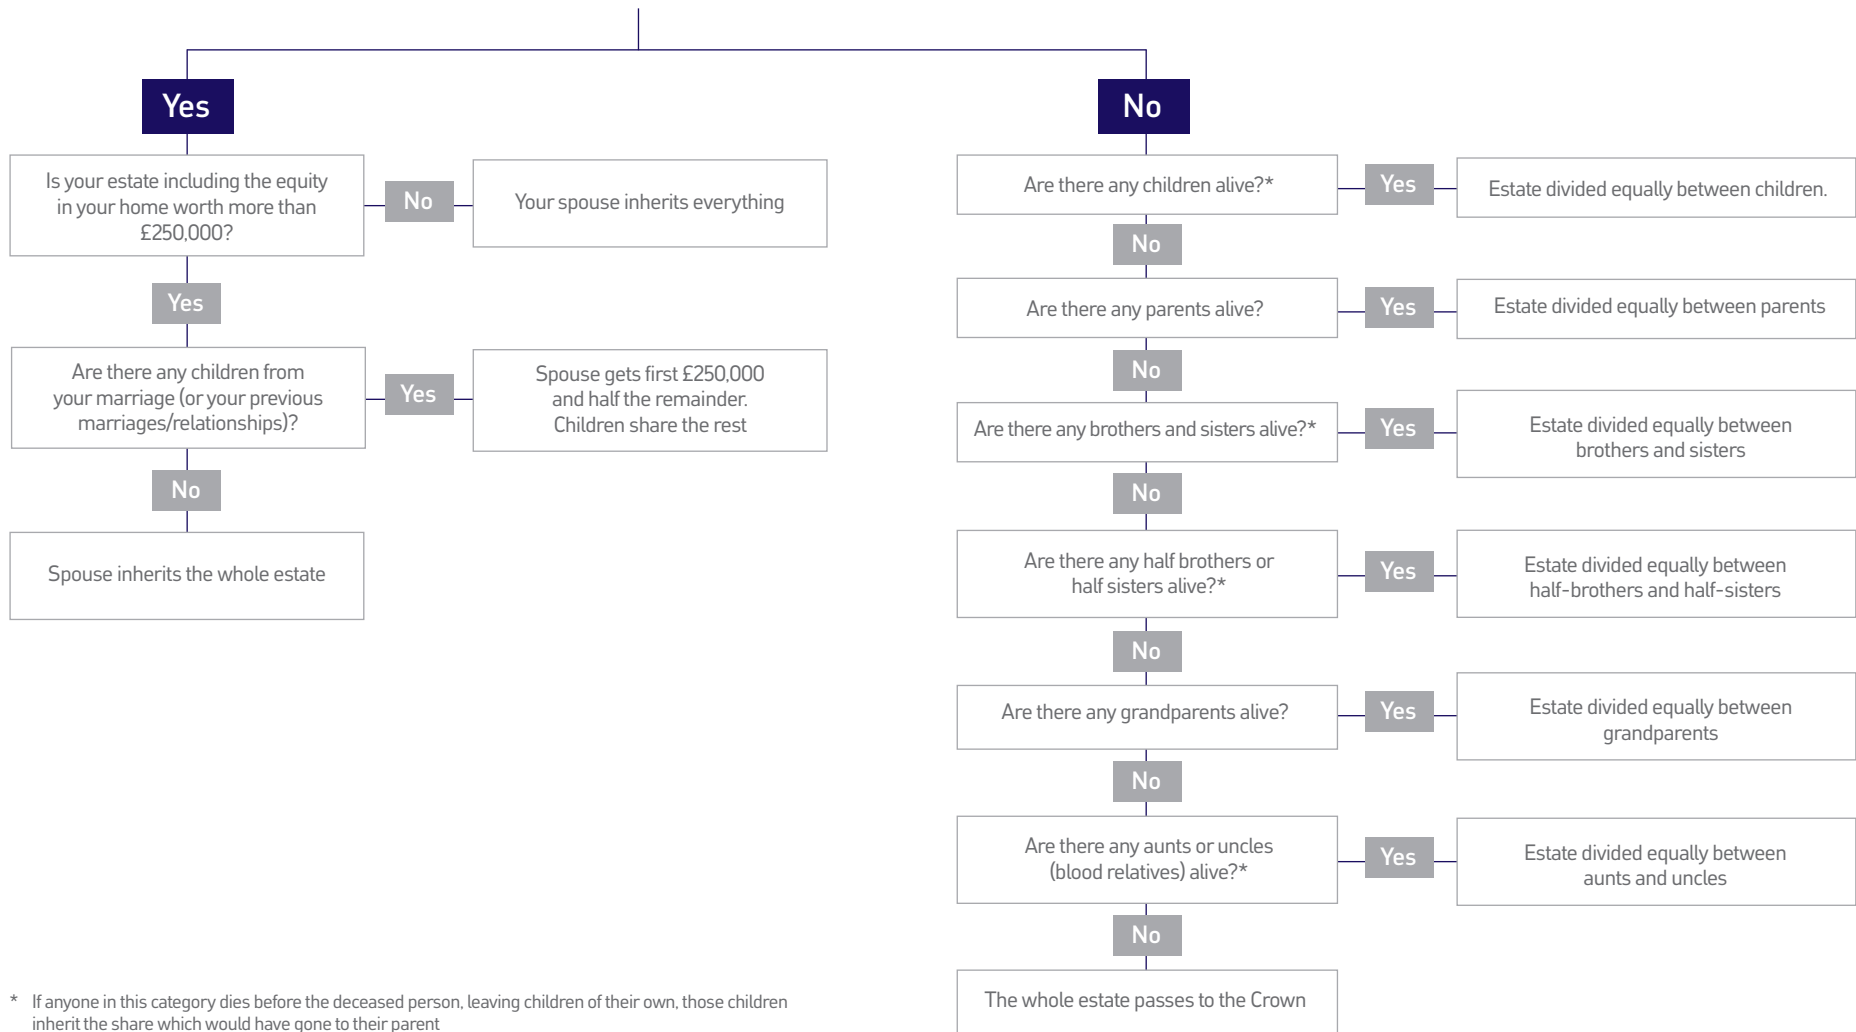 Yes
Is your estate including the equity
in your home worth more than
£250,000?
No
Your spouse inherits everything
Yes
Are there any children from
your marriage (or your previous
marriages/relationships)?
Yes
Spouse gets first £250,000
and half the remainder.
Children share the rest
No
Spouse inherits the whole estate
No
Are there any children alive?*
Yes
Estate divided equally between children.
No
Are there any parents alive?
Yes
Estate divided equally between parents
No
Are there any brothers and sisters alive?*
Yes
Estate divided equally between
brothers and sisters
No
Are there any half brothers or
half sisters alive?*
Yes
Estate divided equally between
half-brothers and half-sisters
No
Are there any grandparents alive?
Yes
Estate divided equally between
grandparents
No
Are there any aunts or uncles
(blood relatives) alive?*
Yes
Estate divided equally between
aunts and uncles
No
The whole estate passes to the Crown
* If anyone in this category dies before the deceased person, leaving children of their own, those children
inherit the share which would have gone to their parent